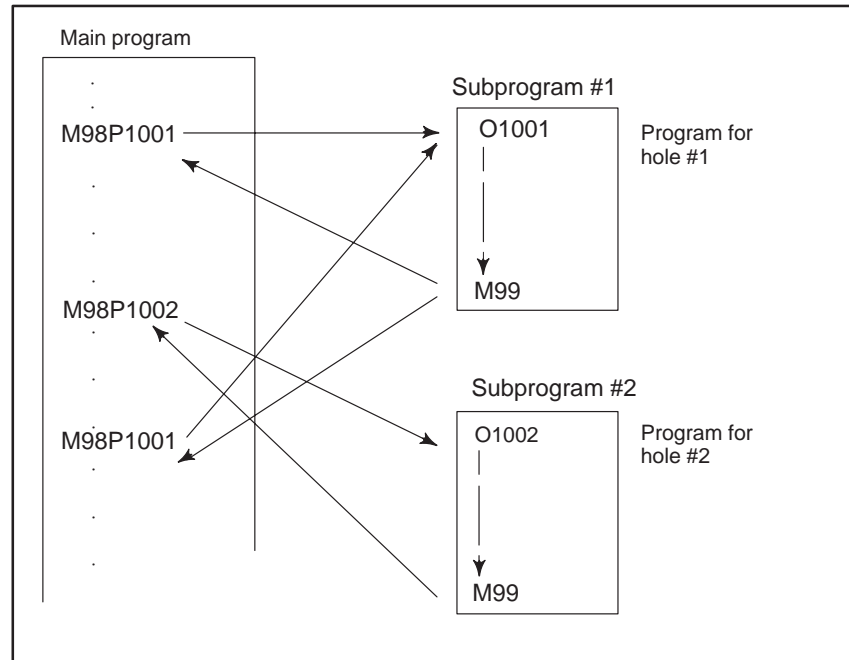 Main program
M98P1001
M98P1002
M98P1001
Subprogram #1
O1001
M99
Program for
hole #1
Subprogram #2
O1002
M99
Program for
hole #2